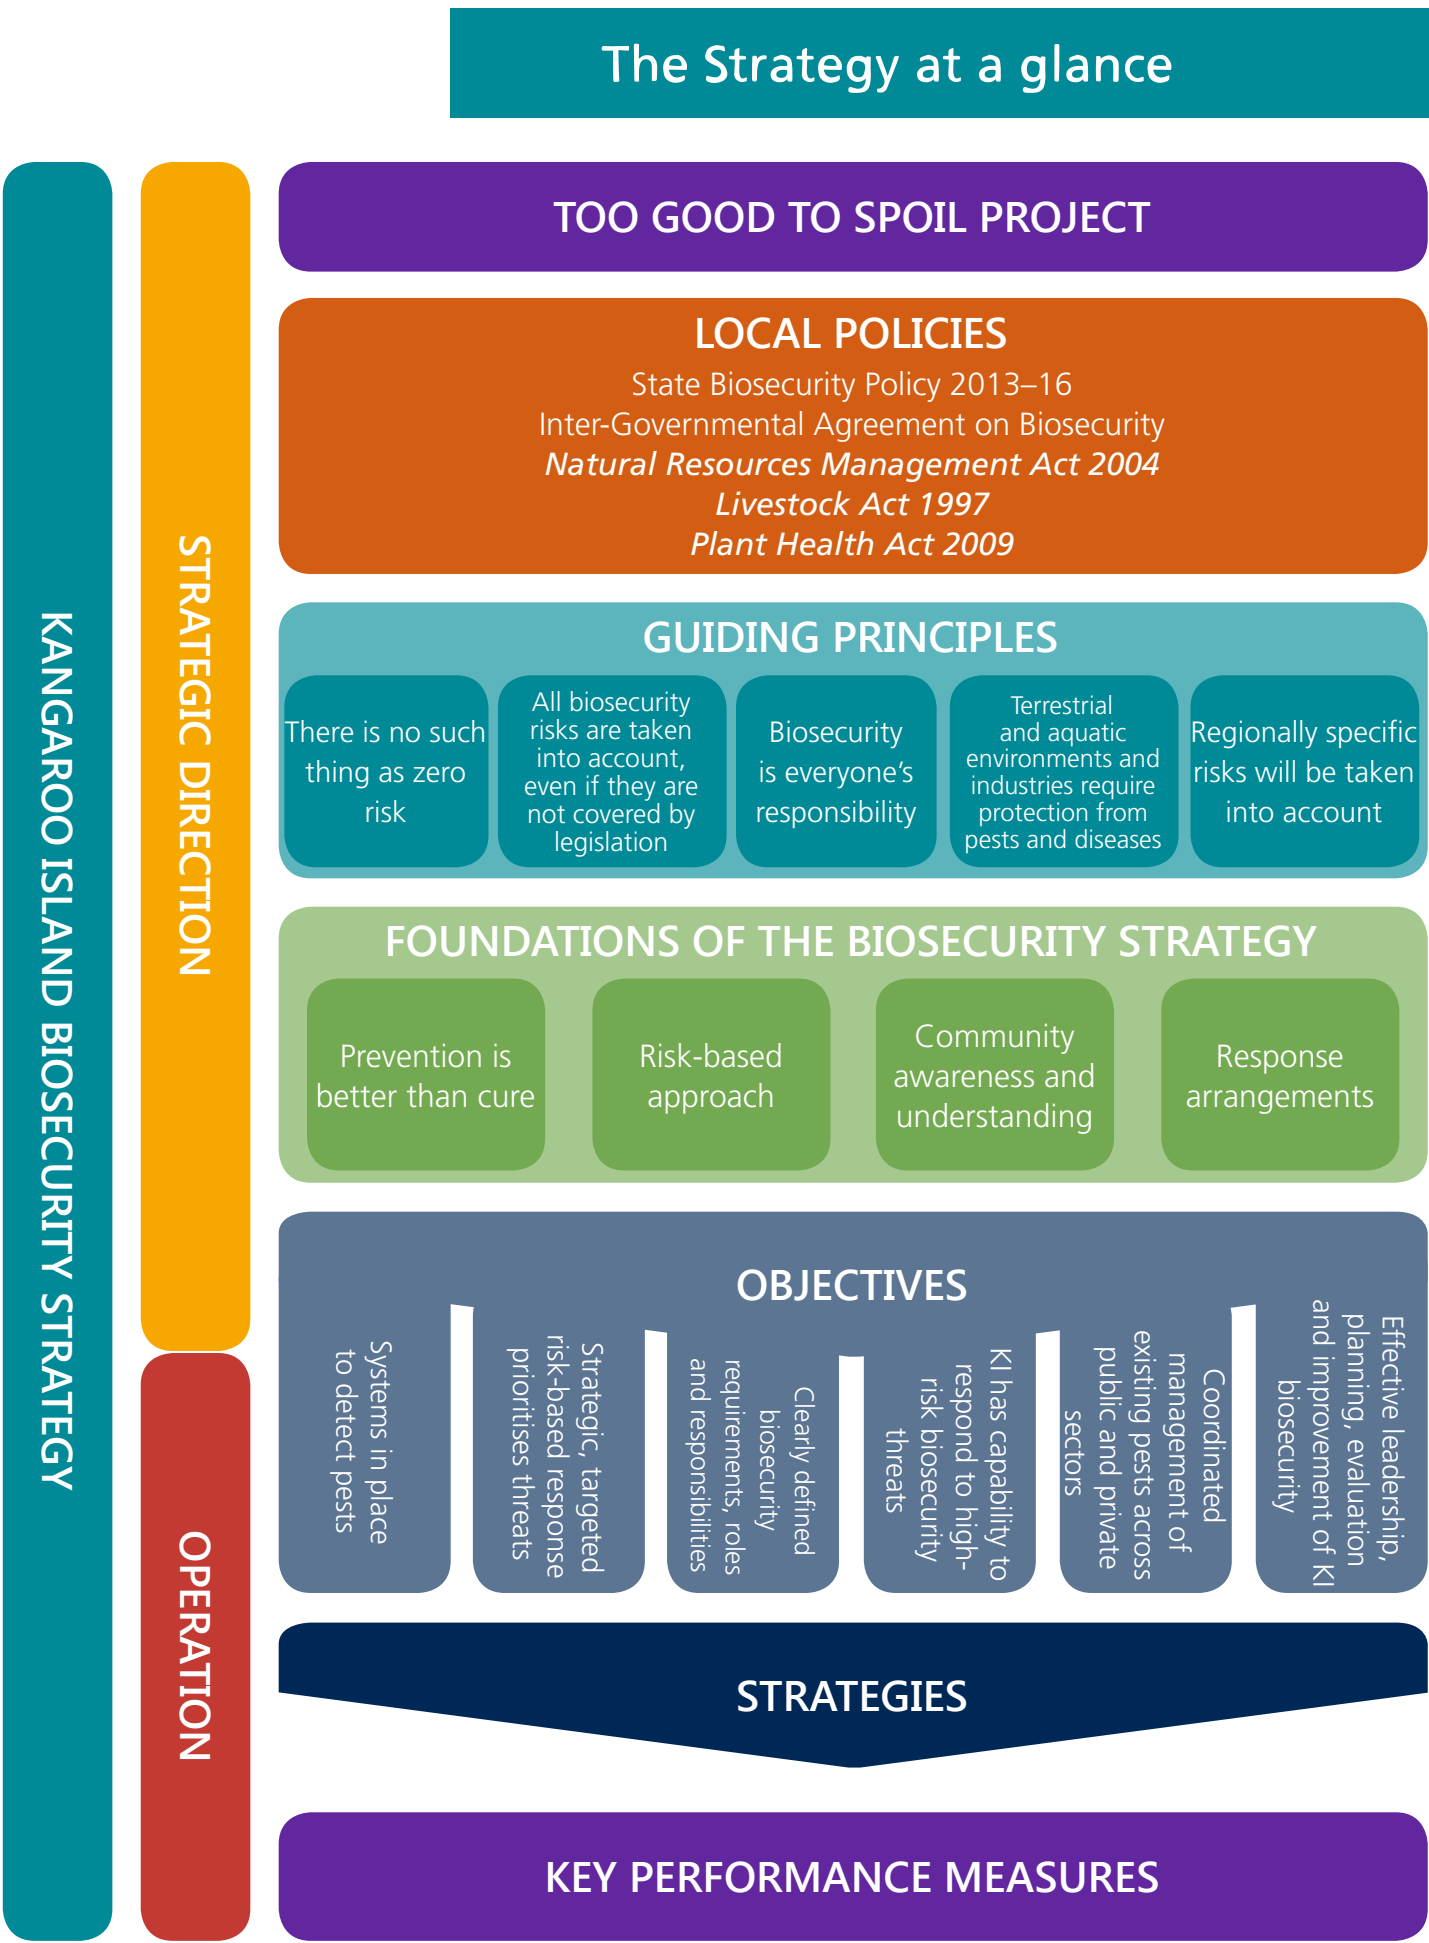 The Strategy at a glance
KANGAROO ISLAND BIOSECURITY STRATEGY
STRATEGIC DIRECTION
OPERATION
TOO GOOD TO SPOIL PROJECT
LOCAL POLICIES
State Biosecurity Policy 2013–16
Inter-Governmental Agreement on Biosecurity
Natural Resources Management Act 2004
Livestock Act 1997
Plant Health Act 2009
GUIDING PRINCIPLES
There is no such
thing as zero
risk
All biosecurity
risks are taken
into account,
even if they are
not covered by
legislation
Biosecurity
is everyone’s
responsibility
Terrestrial
and aquatic
environments and
industries require
protection from
pests and diseases
Regionally specific
risks will be taken
into account
FOUNDATIONS OF THE BIOSECURITY STRATEGY
Prevention is
better than cure
Risk-based
approach
Community
awareness and
understanding
Response
arrangements
OBJECTIVES
Systems in place
to detect pests
Strategic, targeted
risk-based response
prioritises threats
Clearly defined
biosecurity
requirements, roles
and responsibilities
KI has capability to
respond to high-
risk biosecurity
threats
Coordinated
management of
existing pests across
public and private
sectors
Effective leadership,
planning, evaluation
and improvement of KI
biosecurity
STRATEGIES
KEY PERFORMANCE MEASURES